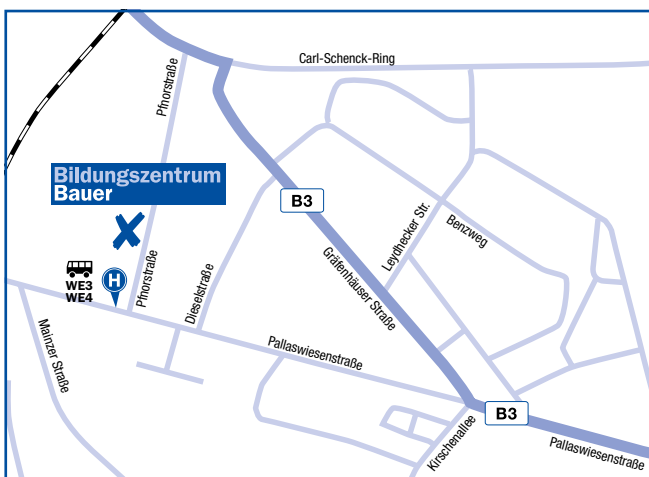 Carl-Schenck-Ring
Pfnorstraße
Bildungszentrum
Bauer
B3
Leydhecker Str.
Benzweg
Gräfenhäuser Straße
WE3
WE4
H
Pfnorstraße
Dieselstraße
Mainzer Straße
Pallaswiesenstraße
B3
Kirschenallee
Pallaswiesenstraße